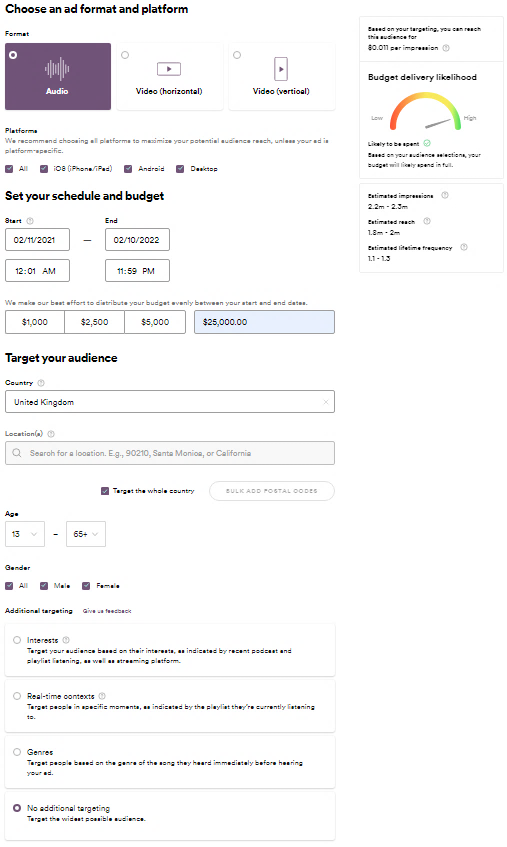 Choose an ad format and platform
Format
Audio
Video (horizontal)
Video (vertical)
Platforms
We recommend choosing all platforms to maximize your potential audience reach, unless your ad is
platform-specific.
All
iOS (iPhone/iPad)
Android
Desktop
Set your schedule and budget
Start
End
02/11/2021
—
02/10/2022
12:01 AM
11:59 PM
We make our best effort to distribute your budget evenly between your start and end dates.
$1,000
$2,500
$5,000
$25,000.00
Target your audience
Country
United Kingdom
Location(s)
Search for a location. E.g., 90210, Santa Monica, or California
Target the whole country
BULK ADD POSTAL CODES
Age
13
–
65+
Gender
All
Male
Female
Additional targeting
Give us feedback
Interests
Target your audience based on their interests, as indicated by recent podcast and
playlist listening, as well as streaming platform.
Real-time contexts
Target people in specific moments, as indicated by the playlist they're currently listening
to.
Genres
Target people based on the genre of the song they heard immediately before hearing
your ad.
No additional targeting
Target the widest possible audience.
Based on your targeting, you can reach
this audience for
$0.011 per impression
Budget delivery likelihood
Low
High
Likely to be spent
Based on your audience selections, your
budget will likely spend in full.
Estimated impressions
2.2m - 2.3m
Estimated reach
1.8m - 2m
Estimated lifetime frequency
1.1 - 1.3